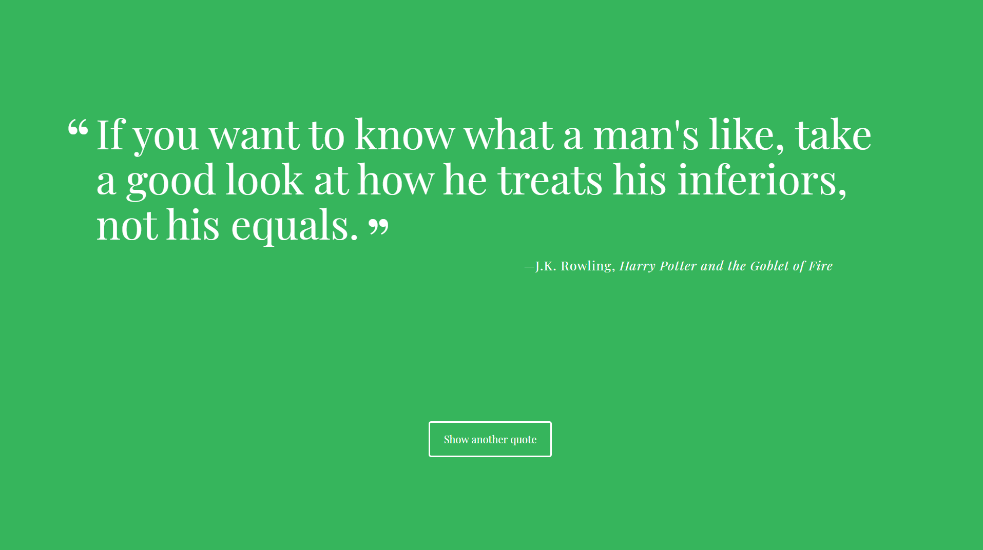 “ If you want to know what a man's like, take
a good look at how he treats his inferiors,
not his equals. ”
—J.K. Rowling, Harry Potter and the Goblet of Fire
Show another quote